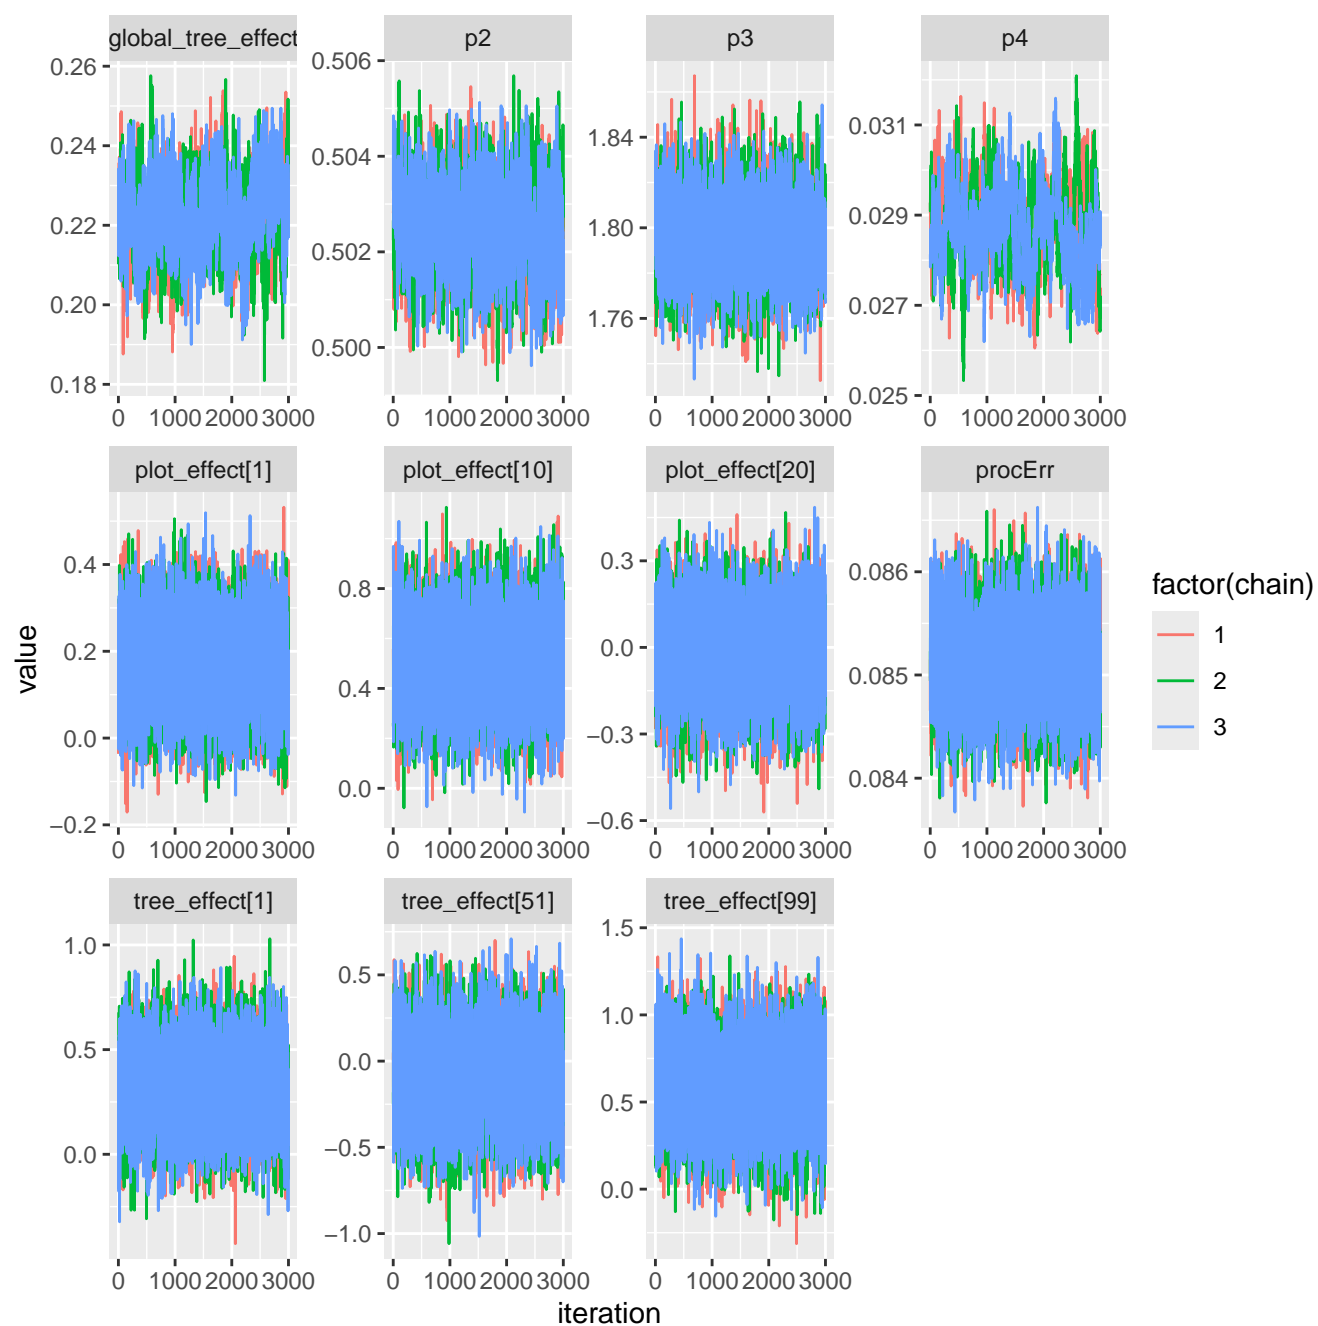 global_tree_effect
p2
p3
p4
0.26
0.24
0.22
0.20
0.18
0.506
0.504
0.502
0.500
1.84
1.80
1.76
0.031
0.029
0.027
0.025
0 1000 2000 3000
0 1000 2000 3000
0 1000 2000 3000
0 1000 2000 3000
plot_effect[1]
plot_effect[10]
plot_effect[20]
procErr
0.4
0.2
0.0
−0.2
0.8
0.4
0.0
0.3
0.0
−0.3
−0.6
0.086
0.085
0.084
0 1000 2000 3000
0 1000 2000 3000
0 1000 2000 3000
0 1000 2000 3000
tree_effect[1]
tree_effect[51]
tree_effect[99]
1.0
0.5
0.0
0.5
0.0
−0.5
−1.0
1.5
1.0
0.5
0.0
0 1000 2000 3000
0 1000 2000 3000
0 1000 2000 3000
value
iteration
factor(chain)
1
2
3